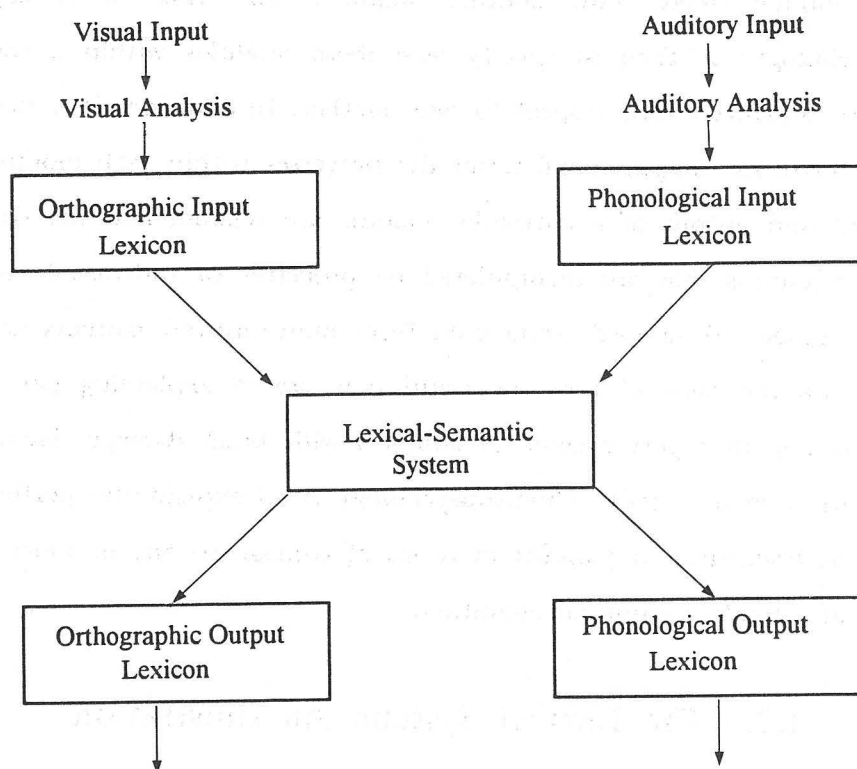 Visual Input
Auditory Input
Visual Analysis
Auditory Analysis
Orthographic Input
Lexicon
Phonological Input
Lexicon
Lexical-Semantic
System
Orthographic Output
Lexicon
Phonological Output
Lexicon